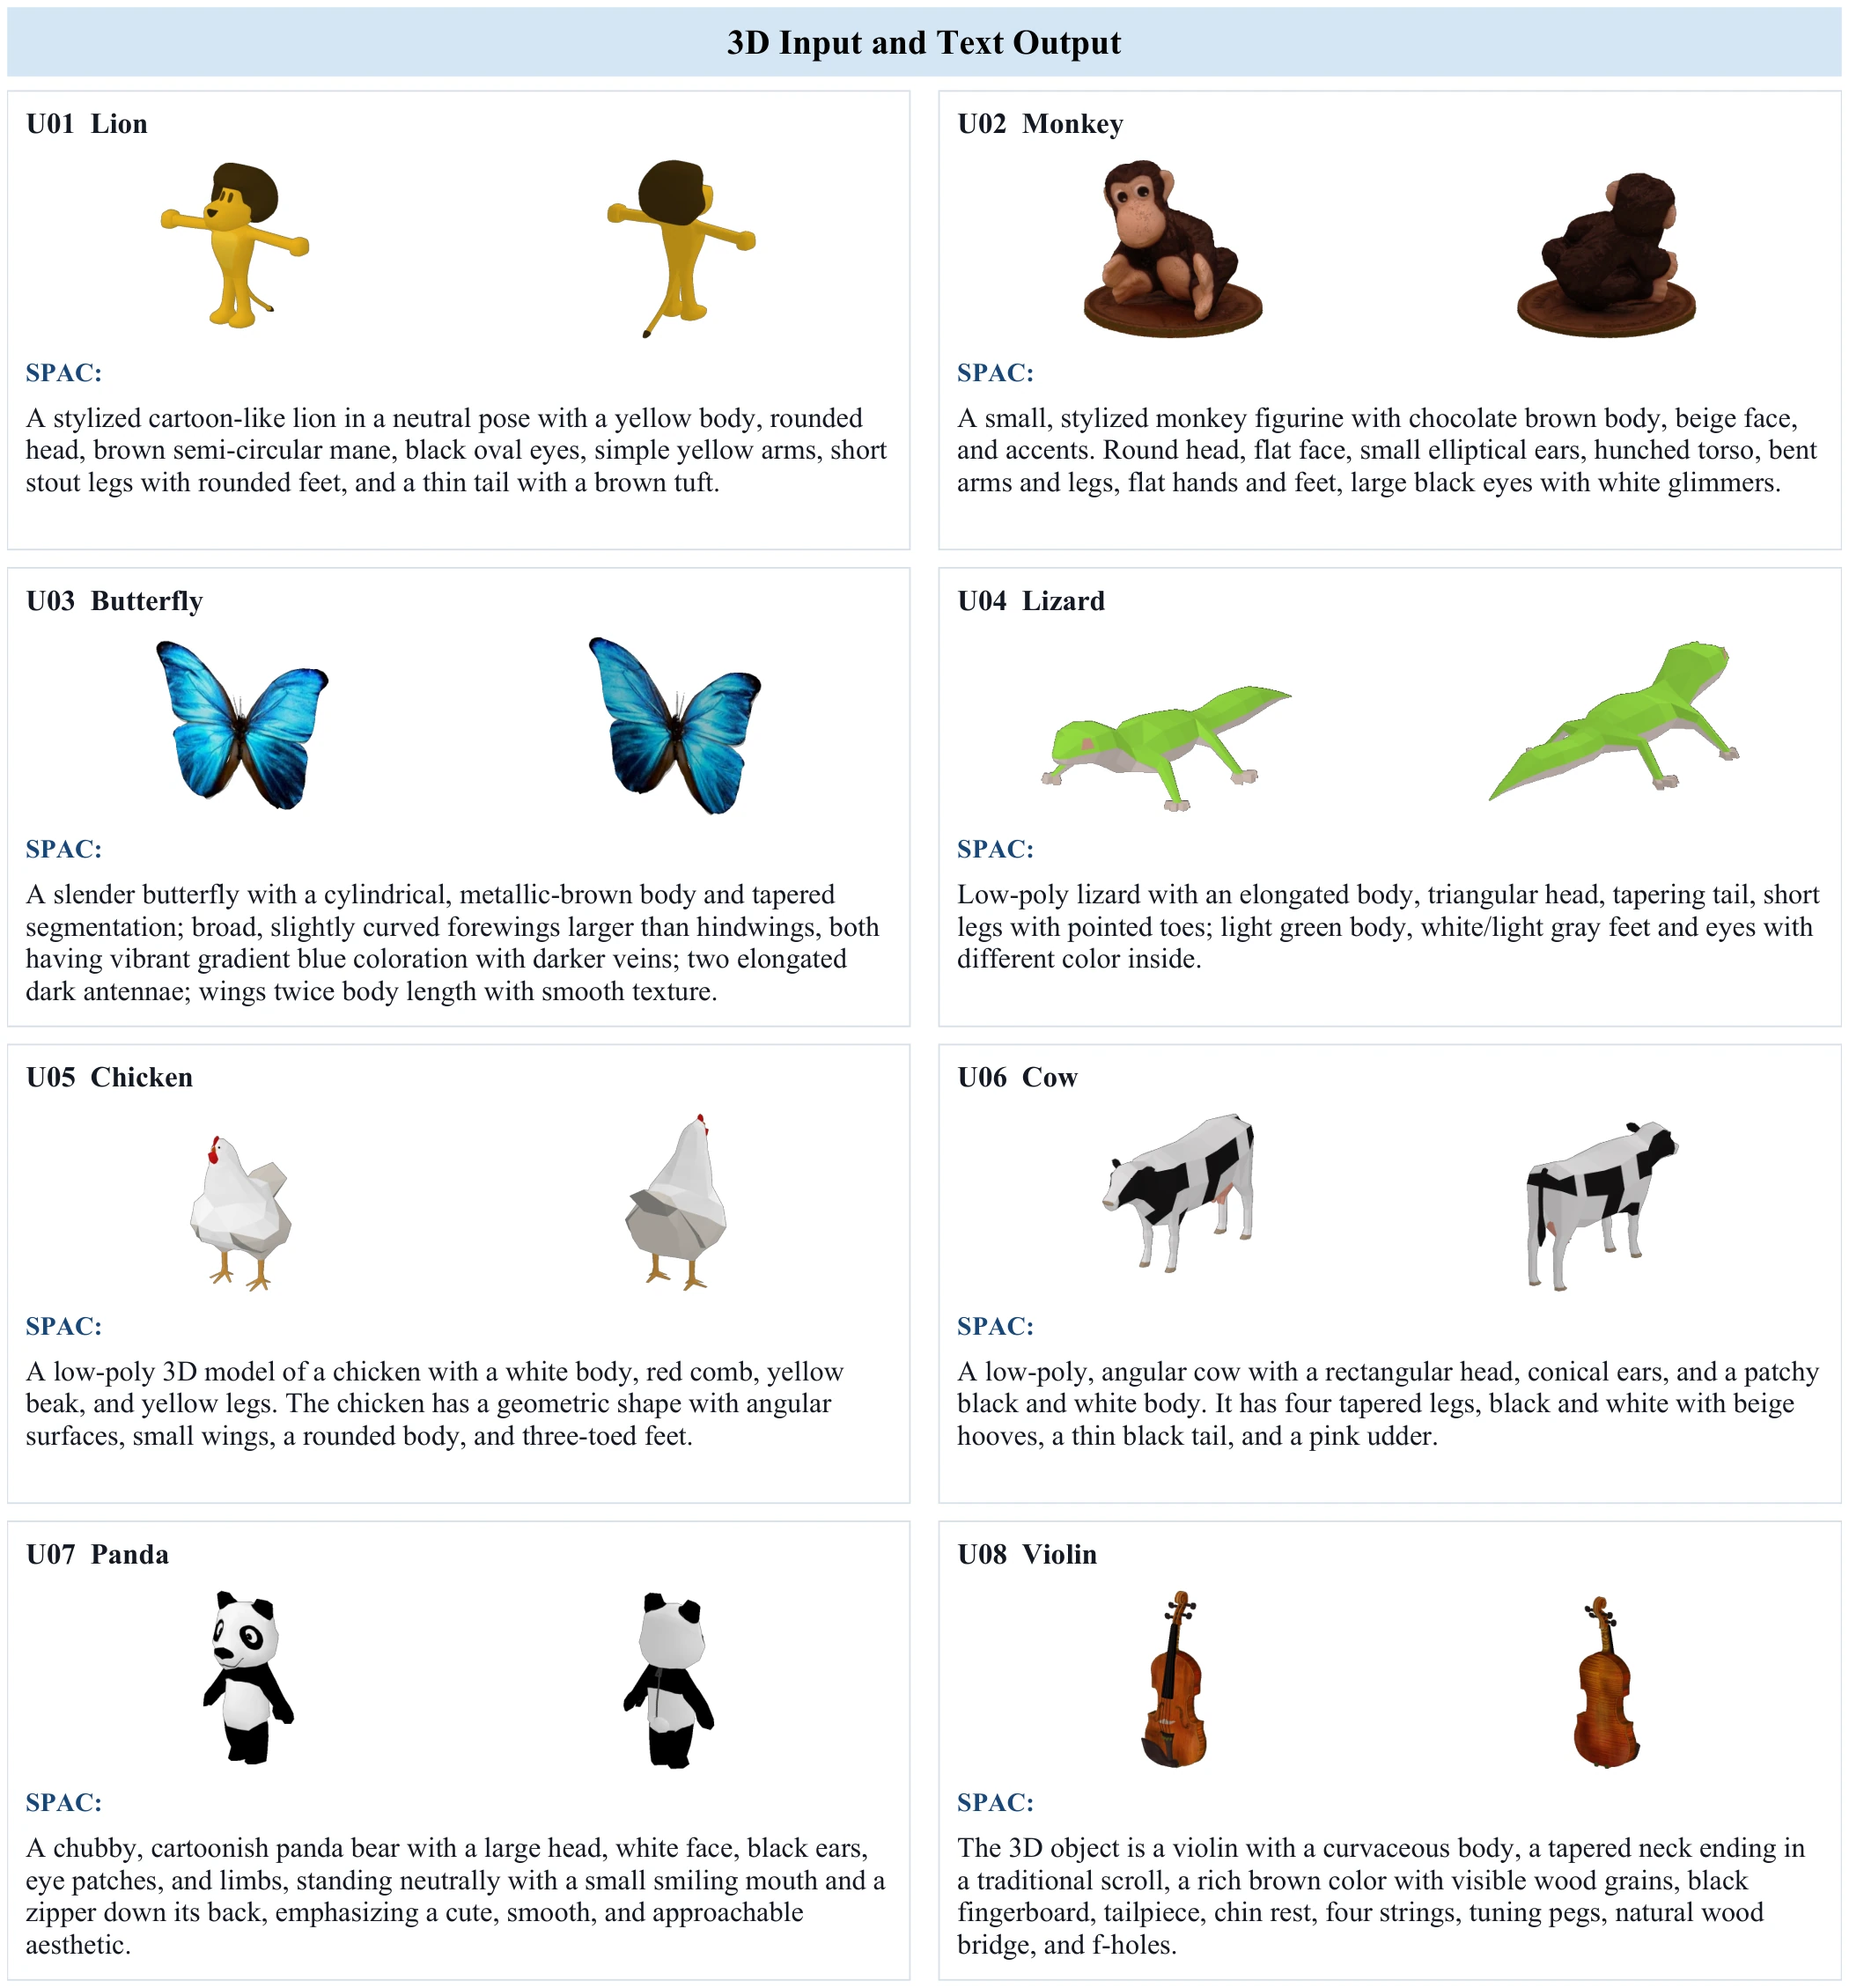 3D Input and Text Output
U01 Lion
SPAC:
A stylized cartoon-like lion in a neutral pose with a yellow body, rounded
head, brown semi-circular mane, black oval eyes, simple yellow arms, short
stout legs with rounded feet, and a thin tail with a brown tuft.
U02 Monkey
SPAC:
A small, stylized monkey figurine with chocolate brown body, beige face,
and accents. Round head, flat face, small elliptical ears, hunched torso, bent
arms and legs, flat hands and feet, large black eyes with white glimmers.
U03 Butterfly
SPAC:
A slender butterfly with a cylindrical, metallic-brown body and tapered
segmentation; broad, slightly curved forewings larger than hindwings, both
having vibrant gradient blue coloration with darker veins; two elongated
dark antennae; wings twice body length with smooth texture.
U04 Lizard
SPAC:
Low-poly lizard with an elongated body, triangular head, tapering tail, short
legs with pointed toes; light green body, white/light gray feet and eyes with
different color inside.
U05 Chicken
SPAC:
A low-poly 3D model of a chicken with a white body, red comb, yellow
beak, and yellow legs. The chicken has a geometric shape with angular
surfaces, small wings, a rounded body, and three-toed feet.
U06 Cow
SPAC:
A low-poly, angular cow with a rectangular head, conical ears, and a patchy
black and white body. It has four tapered legs, black and white with beige
hooves, a thin black tail, and a pink udder.
U07 Panda
SPAC:
A chubby, cartoonish panda bear with a large head, white face, black ears,
eye patches, and limbs, standing neutrally with a small smiling mouth and a
zipper down its back, emphasizing a cute, smooth, and approachable
aesthetic.
U08 Violin
SPAC:
The 3D object is a violin with a curvaceous body, a tapered neck ending in
a traditional scroll, a rich brown color with visible wood grains, black
fingerboard, tailpiece, chin rest, four strings, tuning pegs, natural wood
bridge, and f-holes.